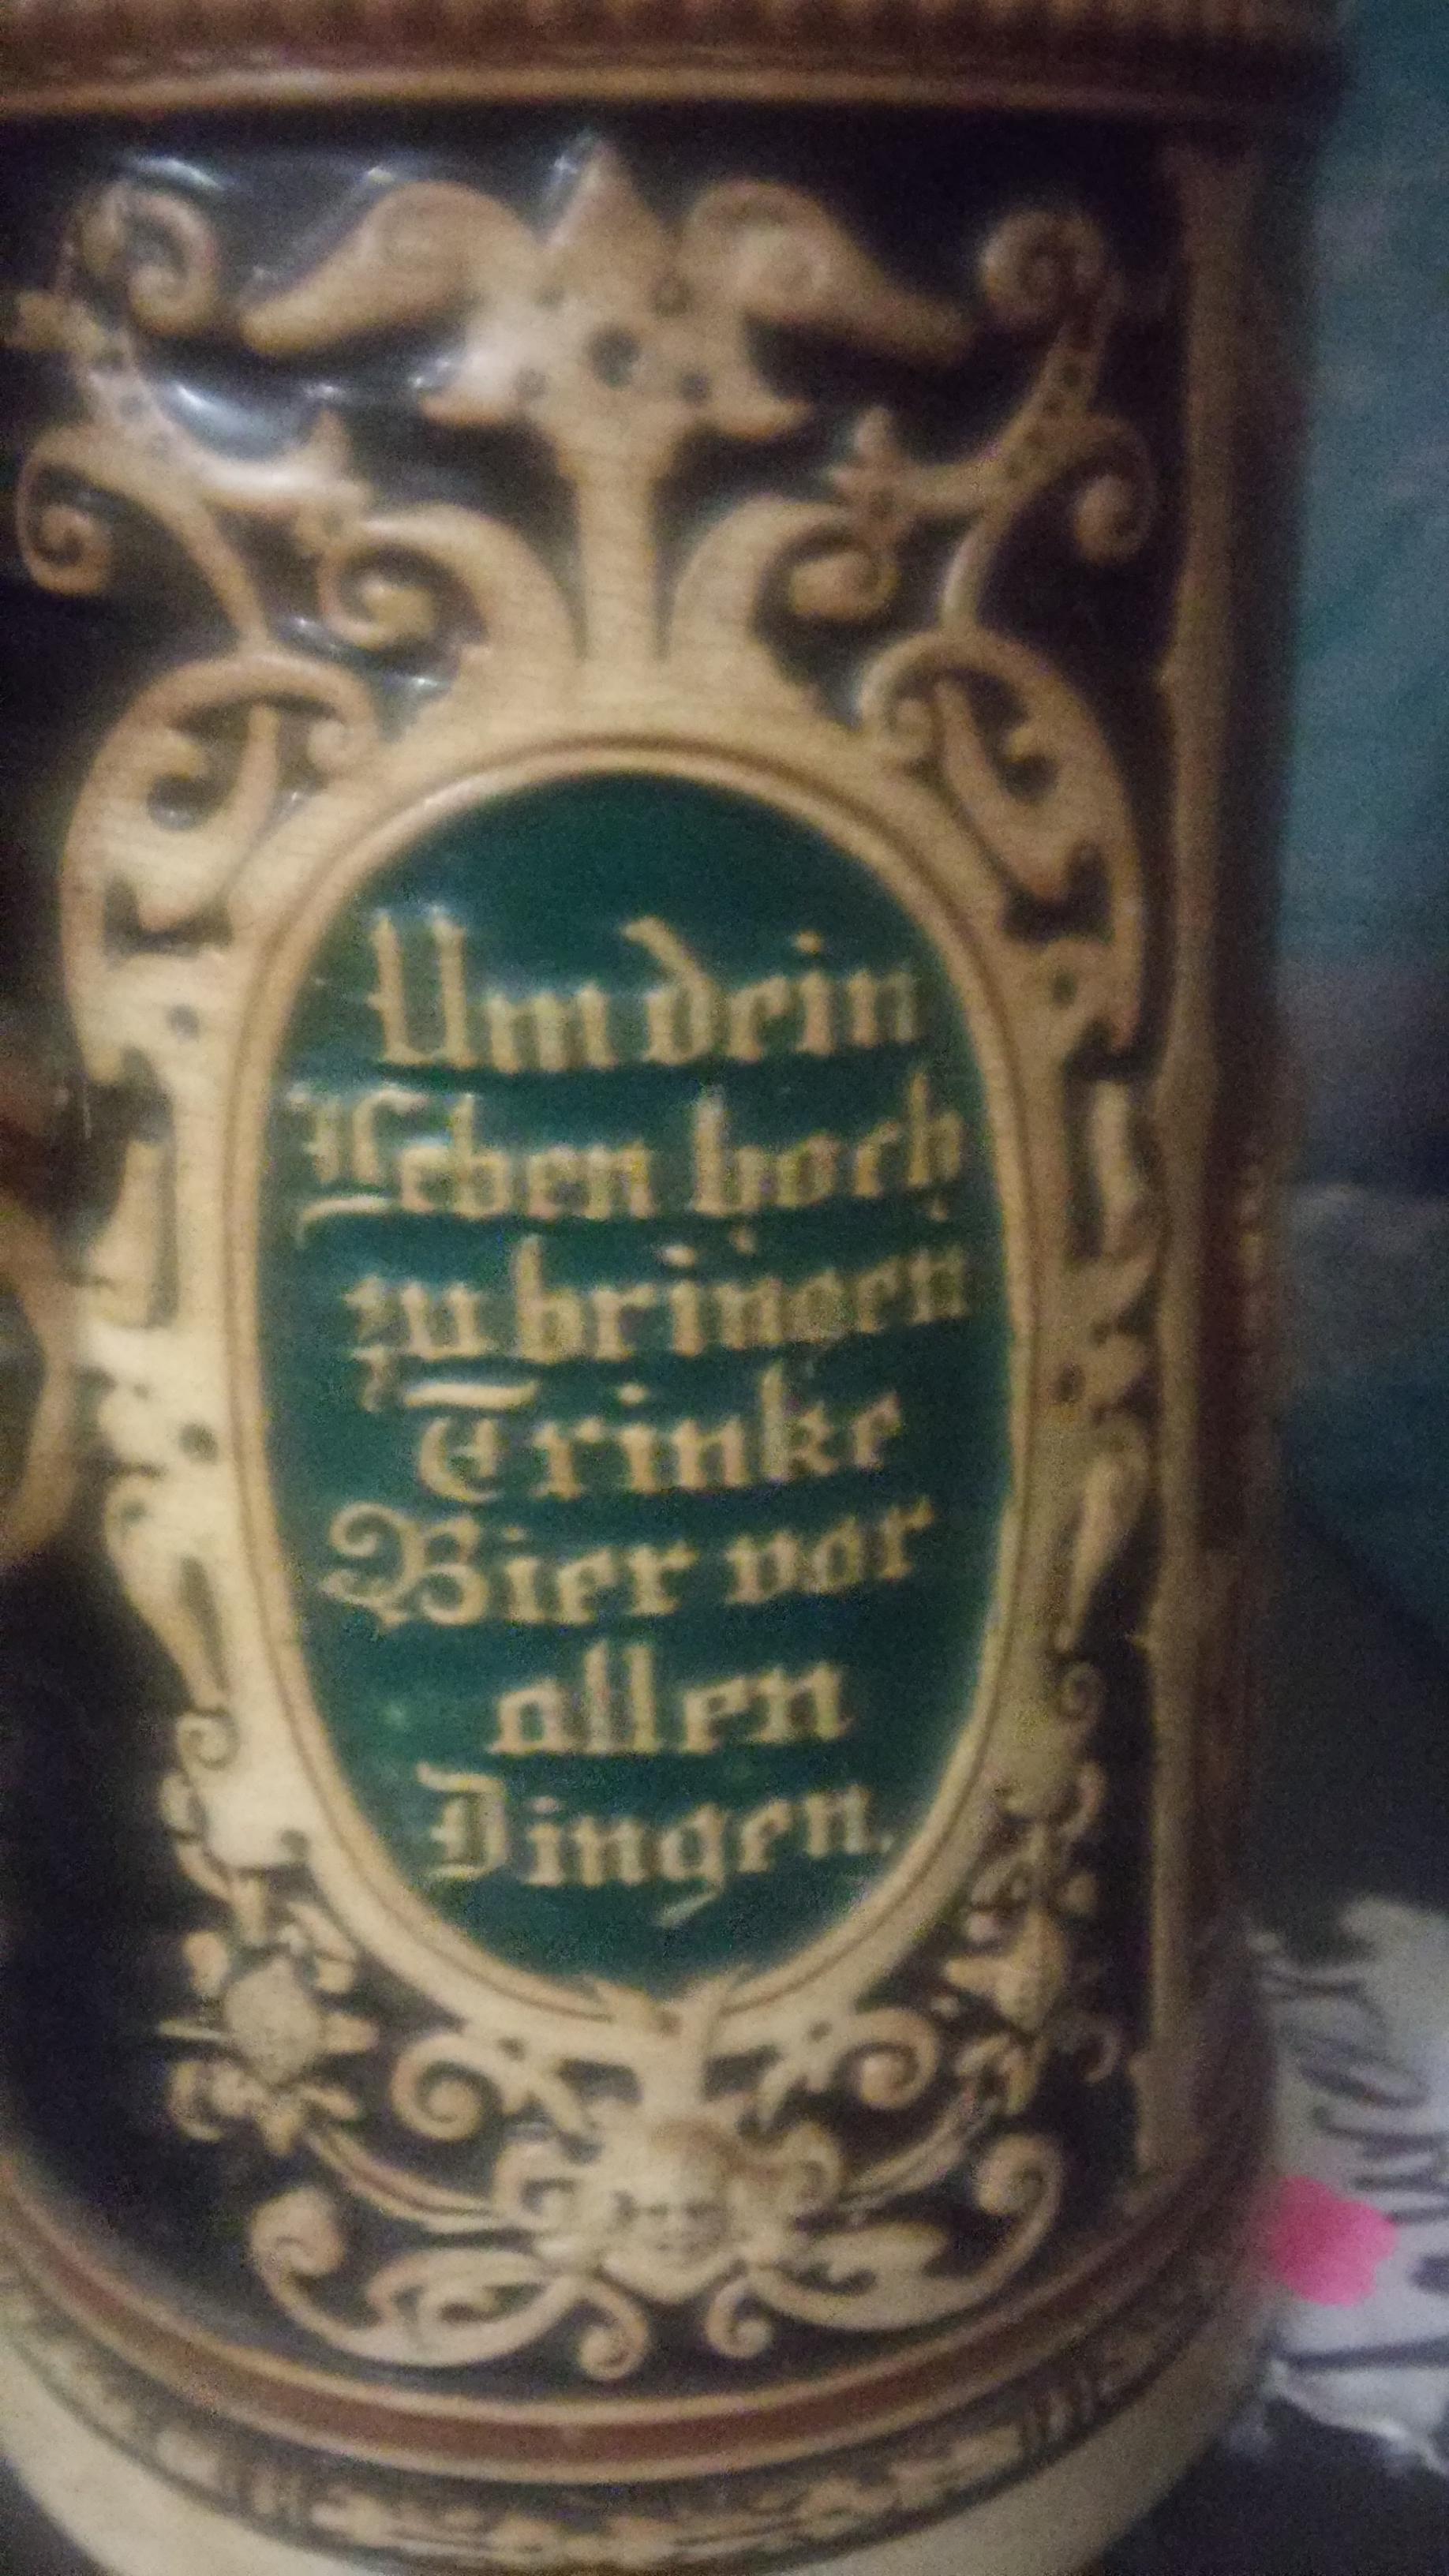 Um dein
Leben hoch
zu bringen
Trinke
Bier vor
allen
Dingen.